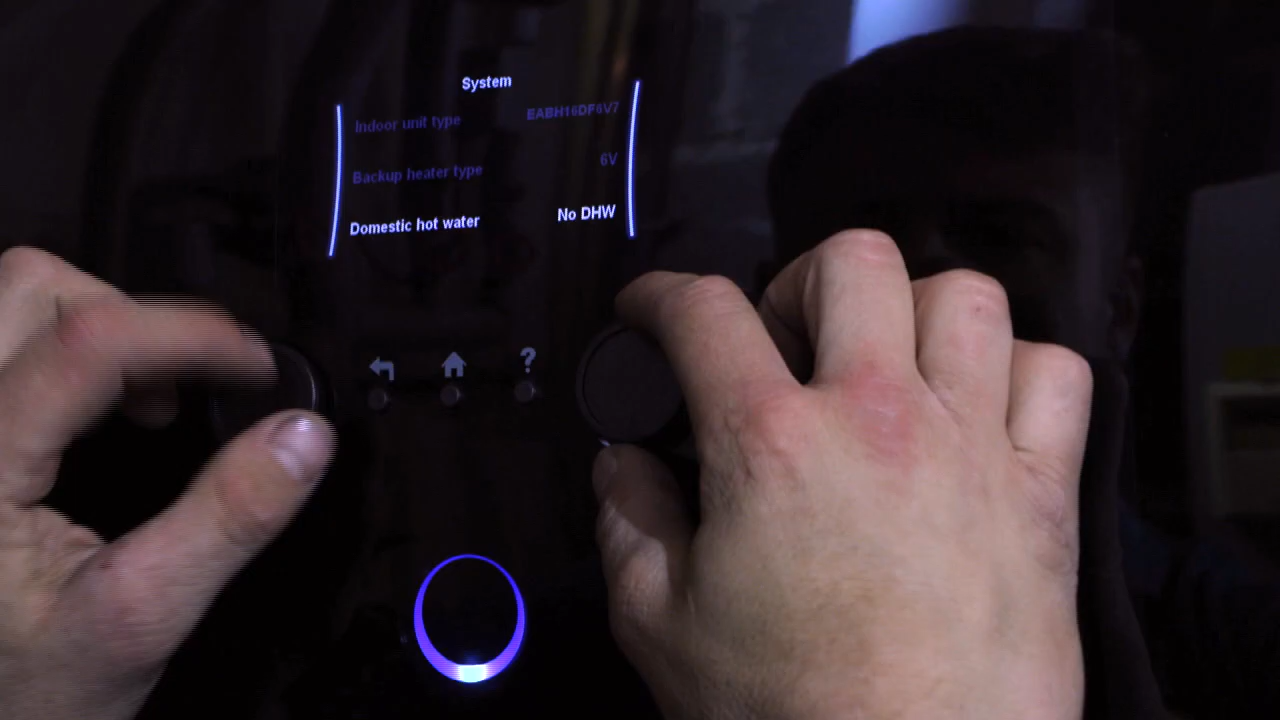 System
Indoor unit type EABH16DF6V7
Backup heater type 6V
Domestic hot water No DHW
?